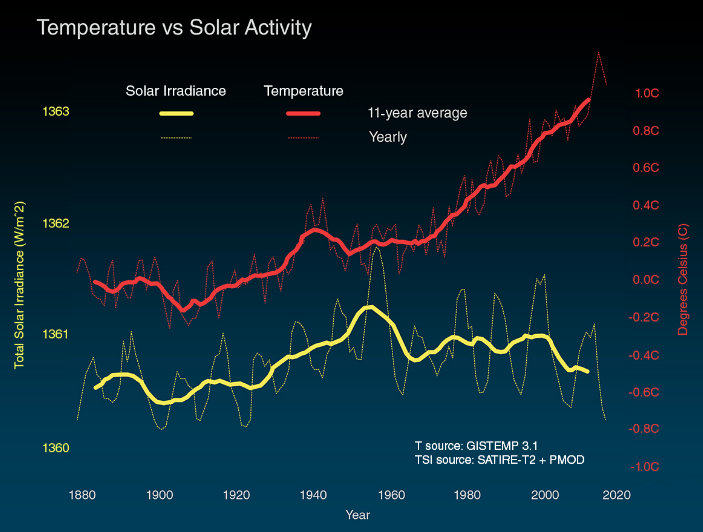 Temperature vs Solar Activity
Solar Irradiance
Temperature
11-year average
Yearly
Total Solar Irradiance (W/m^2)
1363
1362
1361
1360
1.0C
0.8C
0.6C
0.4C
0.2C
0.0C
-0.2C
-0.4C
-0.6C
-0.8C
-1.0C
Degrees Celsius (C)
T source: GISTEMP 3.1
TSI source: SATIRE-T2 + PMOD
1880 1900 1920 1940 1960 1980 2000 2020
Year